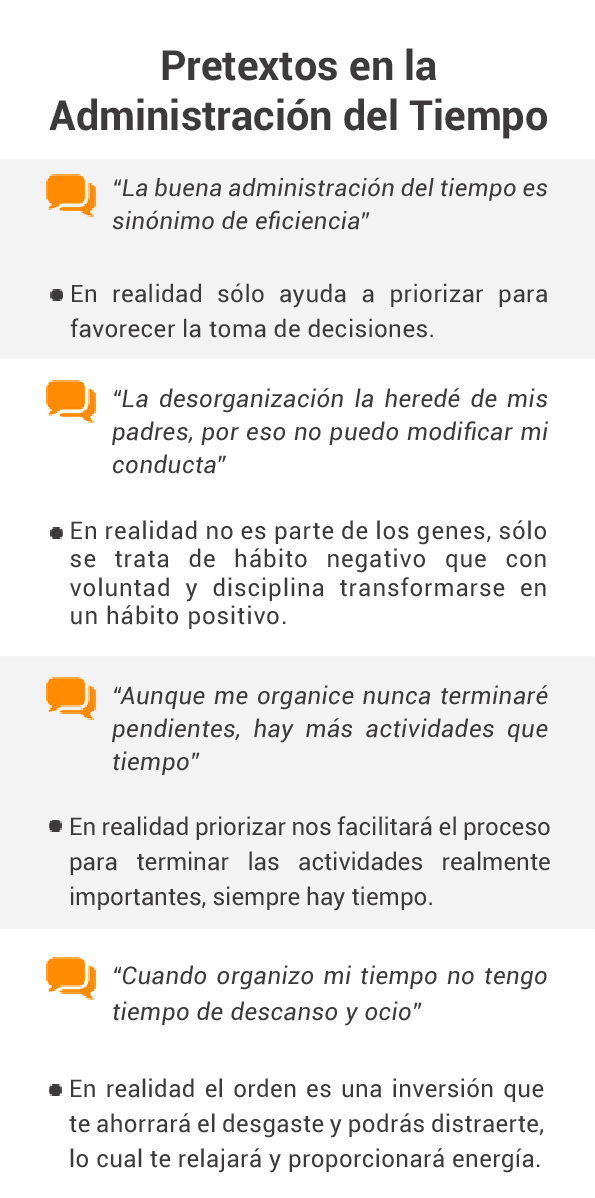 Pretextos en la
Administración del Tiempo
“La buena administración del tiempo es
sinónimo de eficiencia”
En realidad sólo ayuda a priorizar para
favorecer la toma de decisiones.
“La desorganización la heredé de mis
padres, por eso no puedo modificar mi
conducta”
En realidad no es parte de los genes, sólo
se trata de hábito negativo que con
voluntad y disciplina transformarse en
un hábito positivo.
“Aunque me organice nunca terminaré
pendientes, hay más actividades que
tiempo”
En realidad priorizar nos facilitará el proceso
para terminar las actividades realmente
importantes, siempre hay tiempo.
“Cuando organizo mi tiempo no tengo
tiempo de descanso y ocio”
En realidad el orden es una inversión que
te ahorrará el desgaste y podrás distraerte,
lo cual te relajará y proporcionará energía.